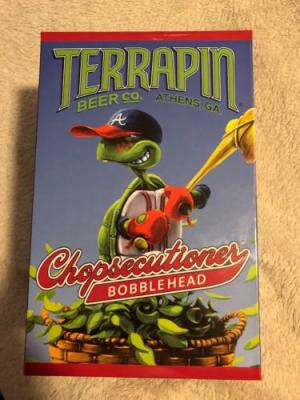 TERRAPIN
BEER CO. ATHENS, GA
A
Chopsecutioner
BOBBLEHEAD